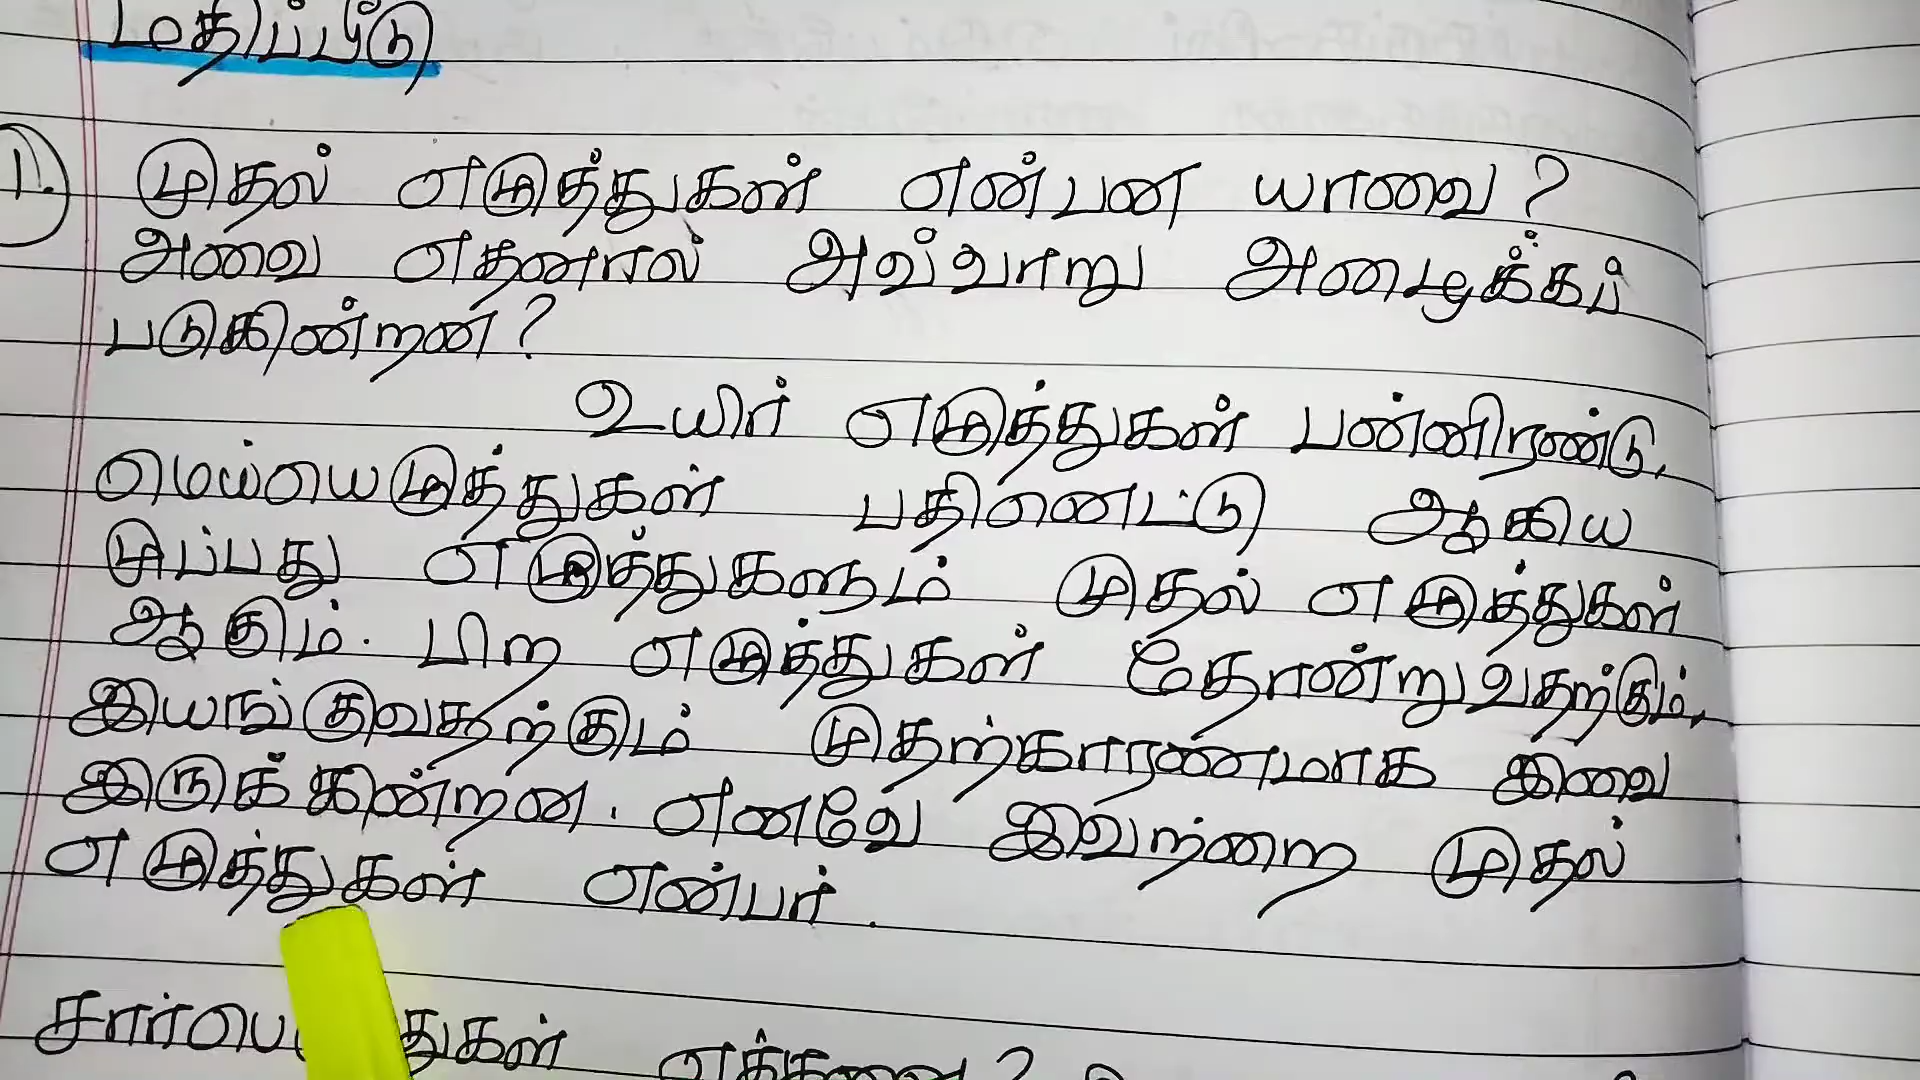 மதிப்பீடு
1. முதல் எழுத்துகள் என்பன யாவை?
அவை எதனால் அவ்வாறு அழைக்கப்
படுகின்றன?
உயிர் எழுத்துகள் பன்னிரண்டு,
மெய்யெழுத்துகள் பதினெட்டு ஆகிய
முப்பது எழுத்துகளும் முதல் எழுத்துகள்
ஆகும். பிற எழுத்துகள் தோன்றுவதற்கும்,
இயங்குவதற்கும் முதற்காரணமாக இவை
இருக்கின்றன. எனவே இவற்றை முதல்
எழுத்துகள் என்பர்.